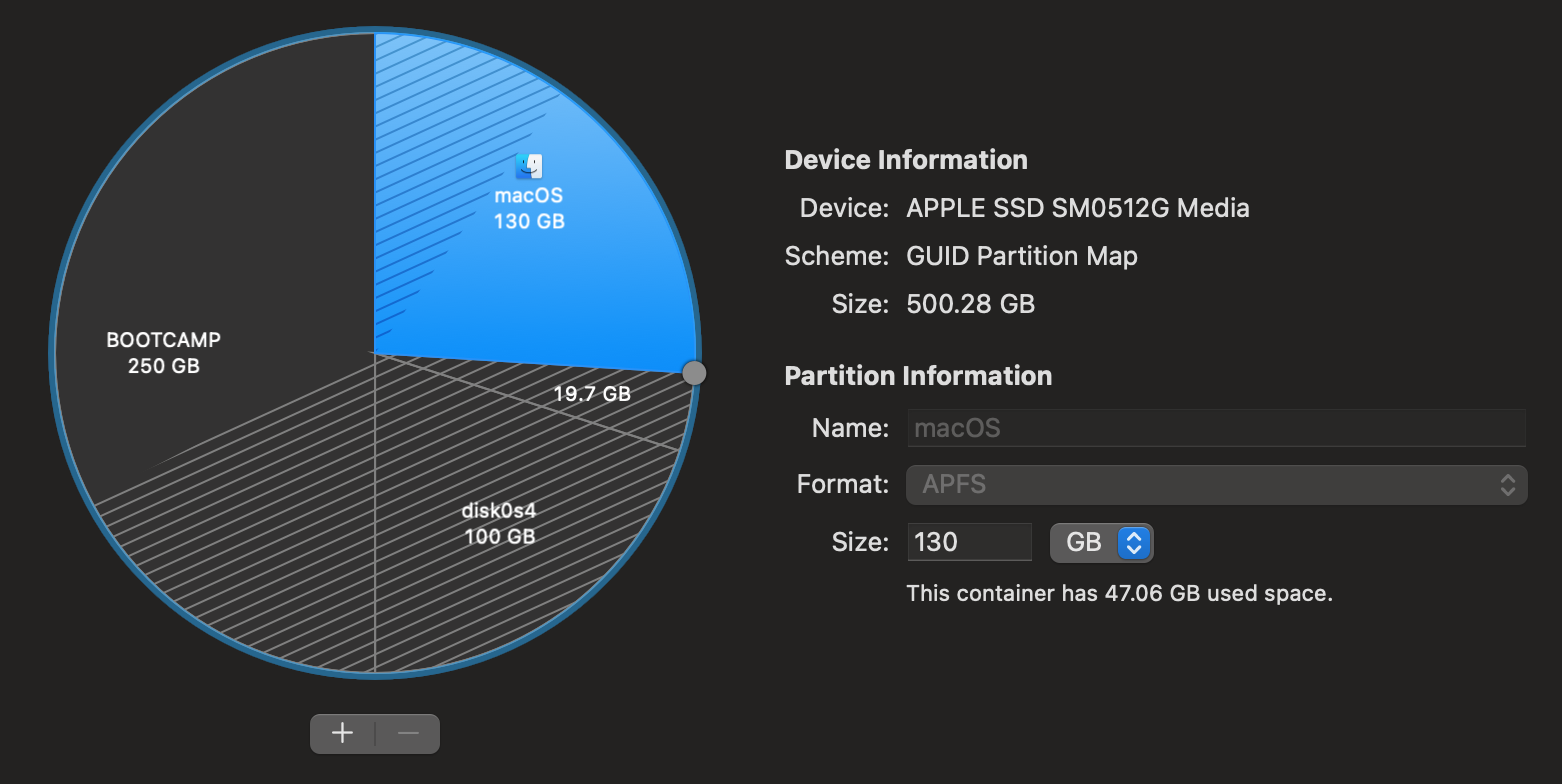 macOS
130 GB
BOOTCAMP
250 GB
19.7 GB
disk0s4
100 GB
Device Information
Device: APPLE SSD SM0512G Media
Scheme: GUID Partition Map
Size: 500.28 GB
Partition Information
Name: macOS
Format: APFS
Size: 130 GB
This container has 47.06 GB used space.